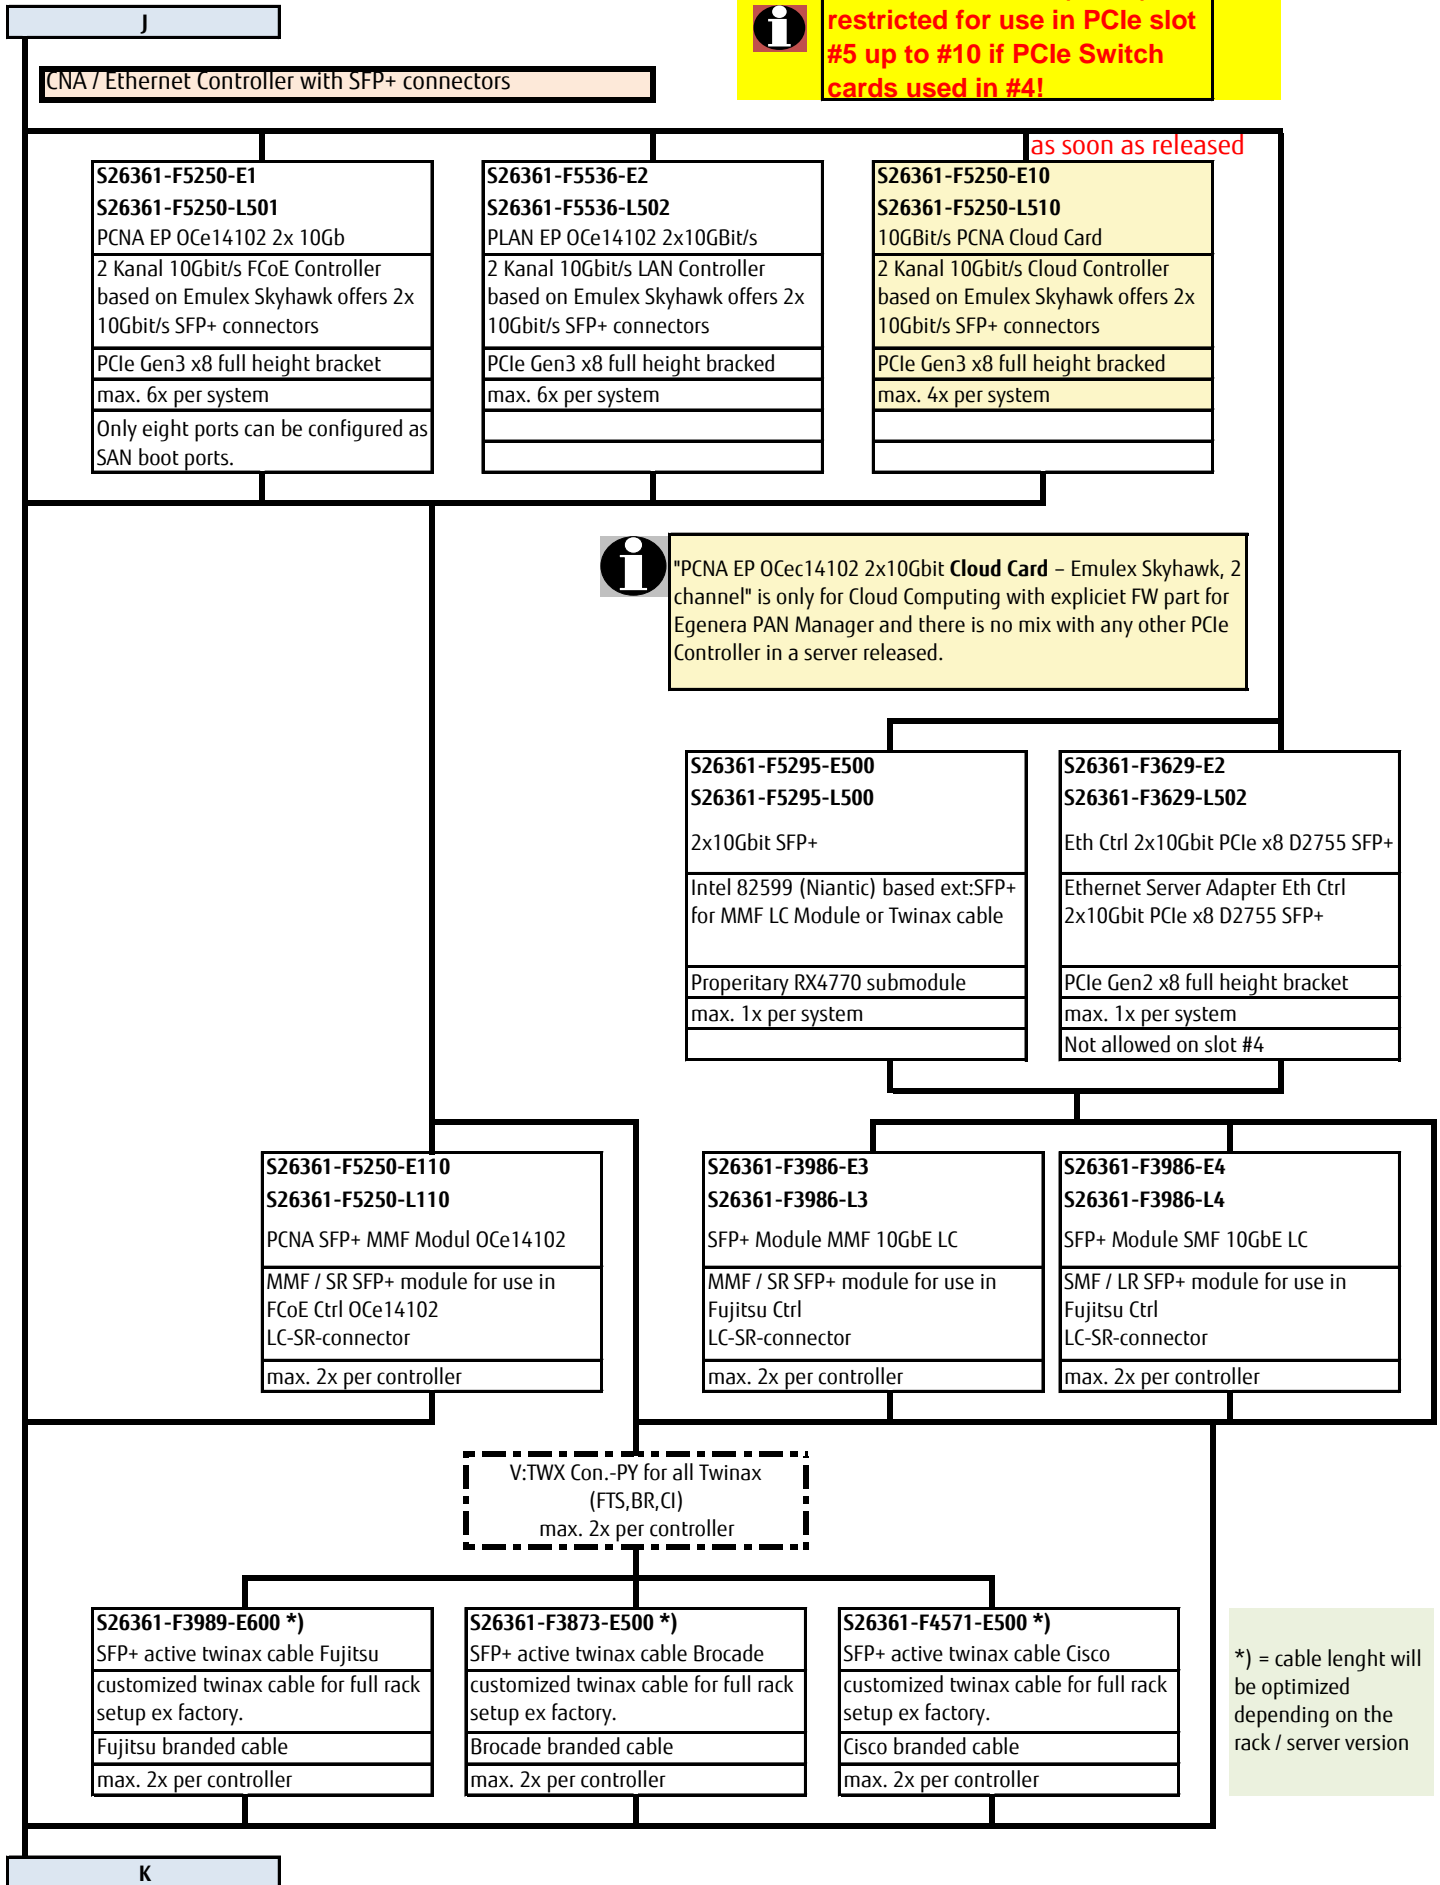 J
restricted for use in PCIe slot
#5 up to #10 if PCIe Switch
cards used in #4!
CNA / Ethernet Controller with SFP+ connectors
as soon as released
S26361-F5250-E1
S26361-F5250-L501
PCNA EP OCe14102 2x 10Gb
2 Kanal 10Gbit/s FCoE Controller
based on Emulex Skyhawk offers 2x
10Gbit/s SFP+ connectors
PCIe Gen3 x8 full height bracket
max. 6x per system
Only eight ports can be configured as
SAN boot ports.
S26361-F5536-E2
S26361-F5536-L502
PLAN EP OCe14102 2x10GBit/s
2 Kanal 10Gbit/s LAN Controller
based on Emulex Skyhawk offers 2x
10Gbit/s SFP+ connectors
PCIe Gen3 x8 full height bracked
max. 6x per system
S26361-F5250-E10
S26361-F5250-L510
10GBit/s PCNA Cloud Card
2 Kanal 10Gbit/s Cloud Controller
based on Emulex Skyhawk offers 2x
10Gbit/s SFP+ connectors
PCIe Gen3 x8 full height bracked
max. 4x per system
"PCNA EP OCec14102 2x10Gbit Cloud Card – Emulex Skyhawk, 2
channel" is only for Cloud Computing with expliciet FW part for
Egenera PAN Manager and there is no mix with any other PCIe
Controller in a server released.
S26361-F5295-E500
S26361-F5295-L500
2x10Gbit SFP+
Intel 82599 (Niantic) based ext:SFP+
for MMF LC Module or Twinax cable
Properitary RX4770 submodule
max. 1x per system
S26361-F3629-E2
S26361-F3629-L502
Eth Ctrl 2x10Gbit PCIe x8 D2755 SFP+
Ethernet Server Adapter Eth Ctrl
2x10Gbit PCIe x8 D2755 SFP+
PCIe Gen2 x8 full height bracket
max. 1x per system
Not allowed on slot #4
S26361-F5250-E110
S26361-F5250-L110
PCNA SFP+ MMF Modul OCe14102
MMF / SR SFP+ module for use in
FCoE Ctrl OCe14102
LC-SR-connector
max. 2x per controller
S26361-F3986-E3
S26361-F3986-L3
SFP+ Module MMF 10GbE LC
MMF / SR SFP+ module for use in
Fujitsu Ctrl
LC-SR-connector
max. 2x per controller
S26361-F3986-E4
S26361-F3986-L4
SFP+ Module SMF 10GbE LC
SMF / LR SFP+ module for use in
Fujitsu Ctrl
LC-SR-connector
max. 2x per controller
V:TWX Con.-PY for all Twinax
(FTS,BR,CI)
max. 2x per controller
S26361-F3989-E600 *)
SFP+ active twinax cable Fujitsu
customized twinax cable for full rack
setup ex factory.
Fujitsu branded cable
max. 2x per controller
S26361-F3873-E500 *)
SFP+ active twinax cable Brocade
customized twinax cable for full rack
setup ex factory.
Brocade branded cable
max. 2x per controller
S26361-F4571-E500 *)
SFP+ active twinax cable Cisco
customized twinax cable for full rack
setup ex factory.
Cisco branded cable
max. 2x per controller
*) = cable lenght will
be optimized
depending on the
rack / server version
K